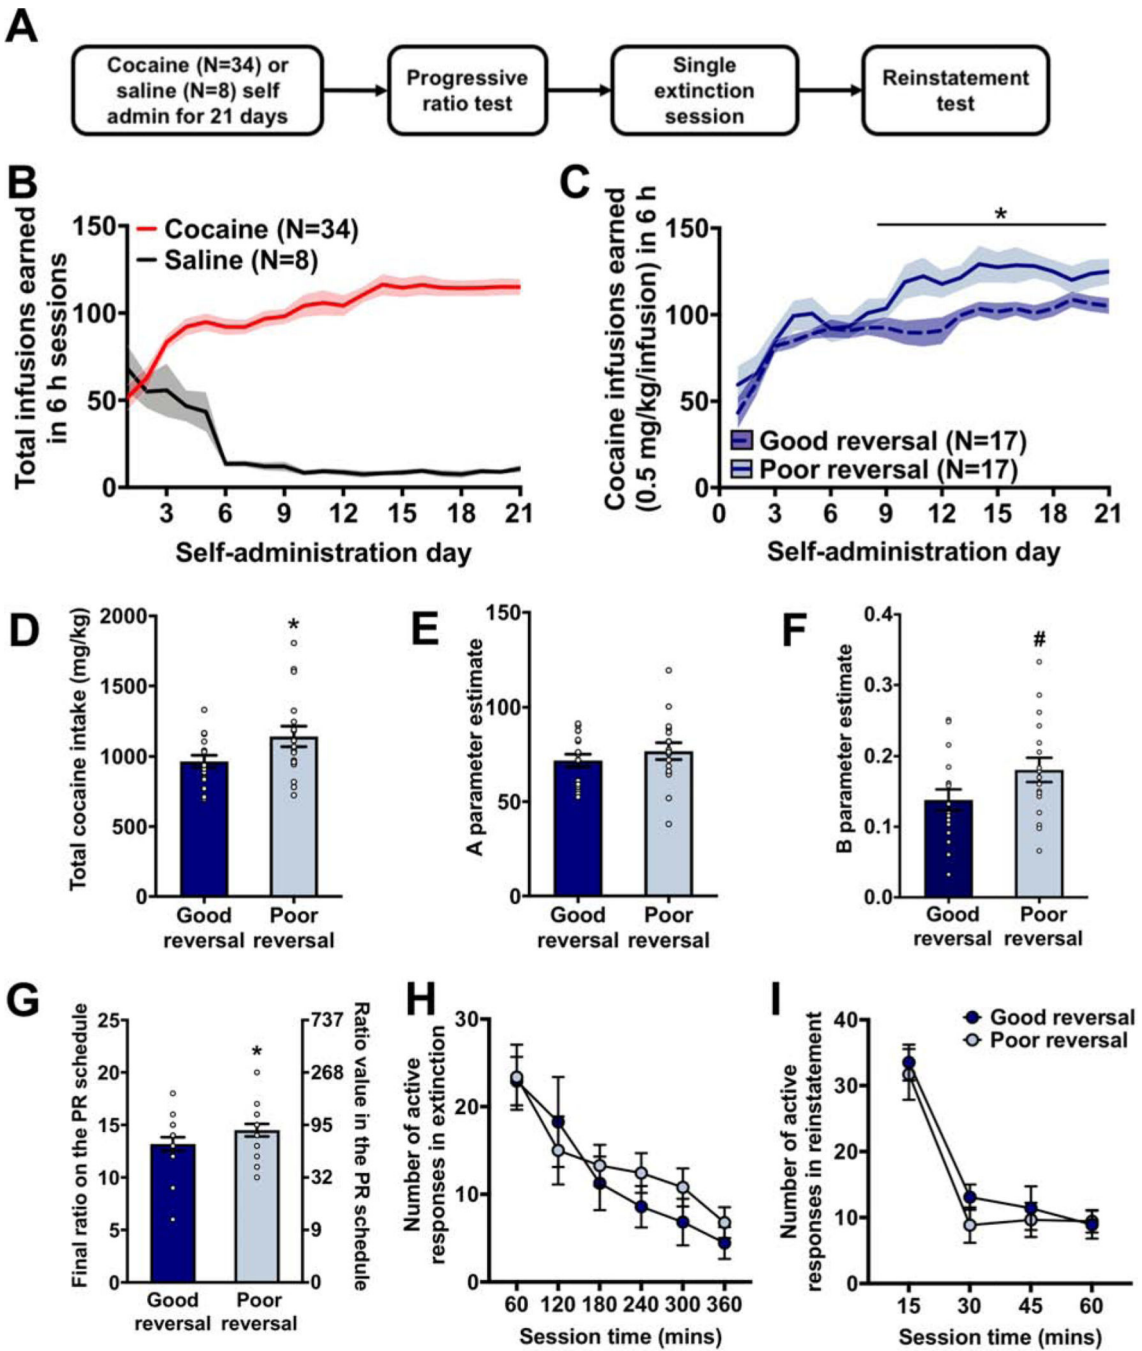 A
Cocaine (N=34) or
saline (N=8) self
admin for 21 days
Progressive
ratio test
Single
extinction
session
Reinstatement
test
B
Total infusions earned
in 6 h sessions
150
100
50
0
Cocaine (N=34)
Saline (N=8)
3 6 9 12 15 18 21
Self-administration day
C
Cocaine infusions earned
(0.5 mg/kg/infusion) in 6 h
150
100
50
0
*
Good reversal (N=17)
Poor reversal (N=17)
0 3 6 9 12 15 18 21
Self-administration day
D
Total cocaine intake (mg/kg)
2000
1500
1000
500
0
*
Good
reversal
Poor
reversal
E
A parameter estimate
150
100
50
0
Good
reversal
Poor
reversal
F
B parameter estimate
0.4
0.3
0.2
0.1
0.0
#
Good
reversal
Poor
reversal
G
Final ratio on the PR schedule
25
20
15
10
5
0
*
737
268
95
32
9
0
Ratio value in the PR schedule
Good
reversal
Poor
reversal
H
Number of active
responses in extinction
30
20
10
0
60 120 180 240 300 360
Session time (mins)
I
Number of active
responses in reinstatement
40
30
20
10
0
Good reversal
Poor reversal
15 30 45 60
Session time (mins)